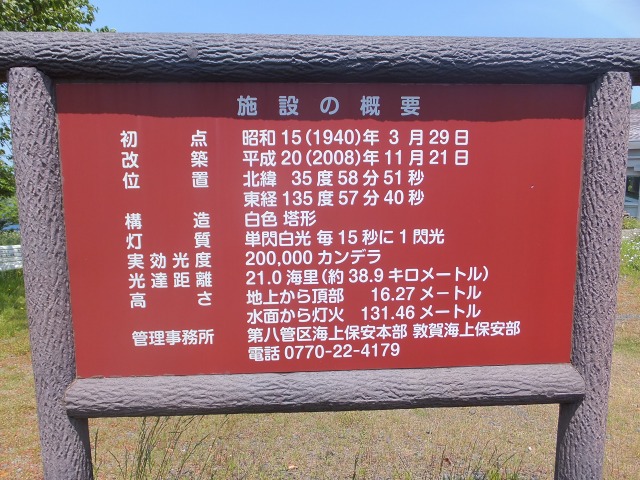 施設の概要
初点 昭和15(1940)年 3月29日
改築 平成20(2008)年11月21日
位置 北緯 35度58分51秒
東経135度57分40秒
構造 白色 塔形
灯質 単閃白光 毎15秒に1閃光
実効光度 200,000カンデラ
光達距離 21.0海里(約38.9キロメートル)
高さ 地上から頂部 16.27メートル
水面から灯火 131.46メートル
管理事務所 第八管区海上保安本部 敦賀海上保安部
電話 0770-22-4179